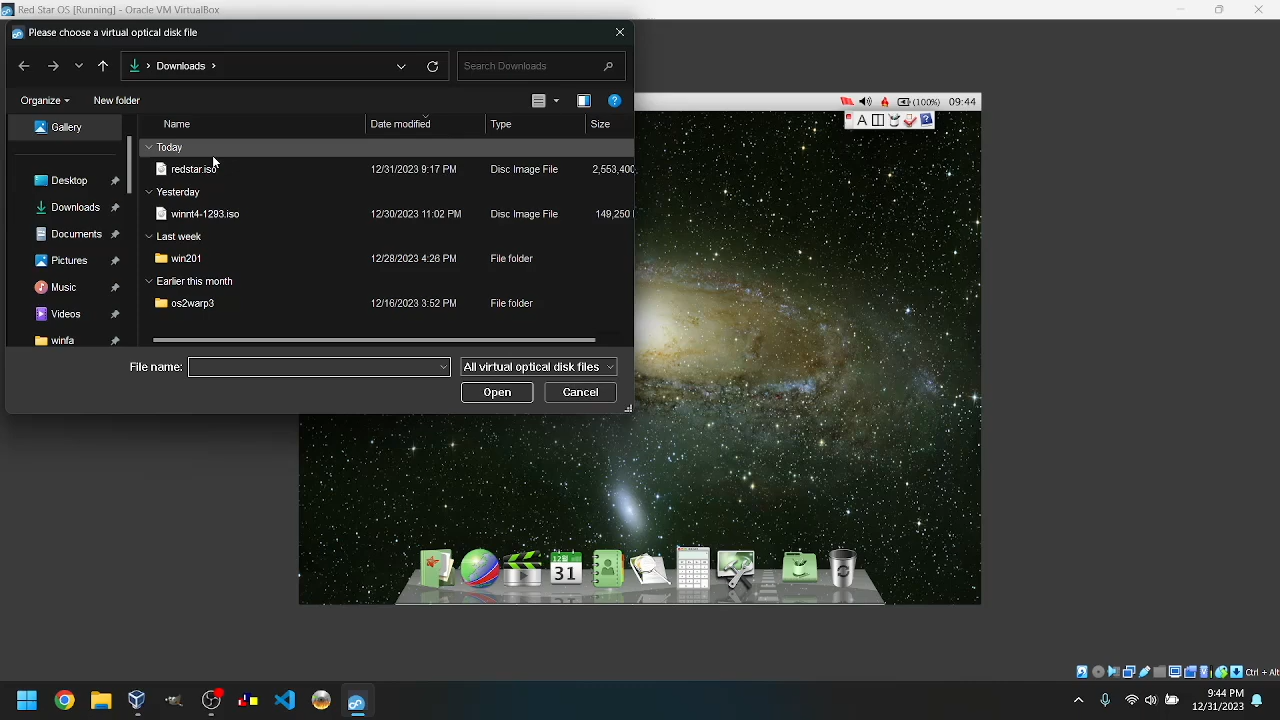 Red Star OS [Running] - Oracle VM VirtualBox
Please choose a virtual optical disk file
Downloads
Search Downloads
Organize
New folder
(100%)
09:44
Gallery
Name
Date modified
Type
Size
A
Today
redstar.iso
12/31/2023 9:17 PM
Disc Image File
2,553,400
Desktop
Yesterday
Downloads
winnt4-1293.iso
12/30/2023 11:02 PM
Disc Image File
149,250
Documents
Last week
Pictures
win201
12/28/2023 4:26 PM
File folder
Music
Earlier this month
Videos
os2warp3
12/16/2023 3:52 PM
File folder
winfa
File name:
All virtual optical disk files
Open
Cancel
31
Ctrl + Alt
9:44 PM
12/31/2023